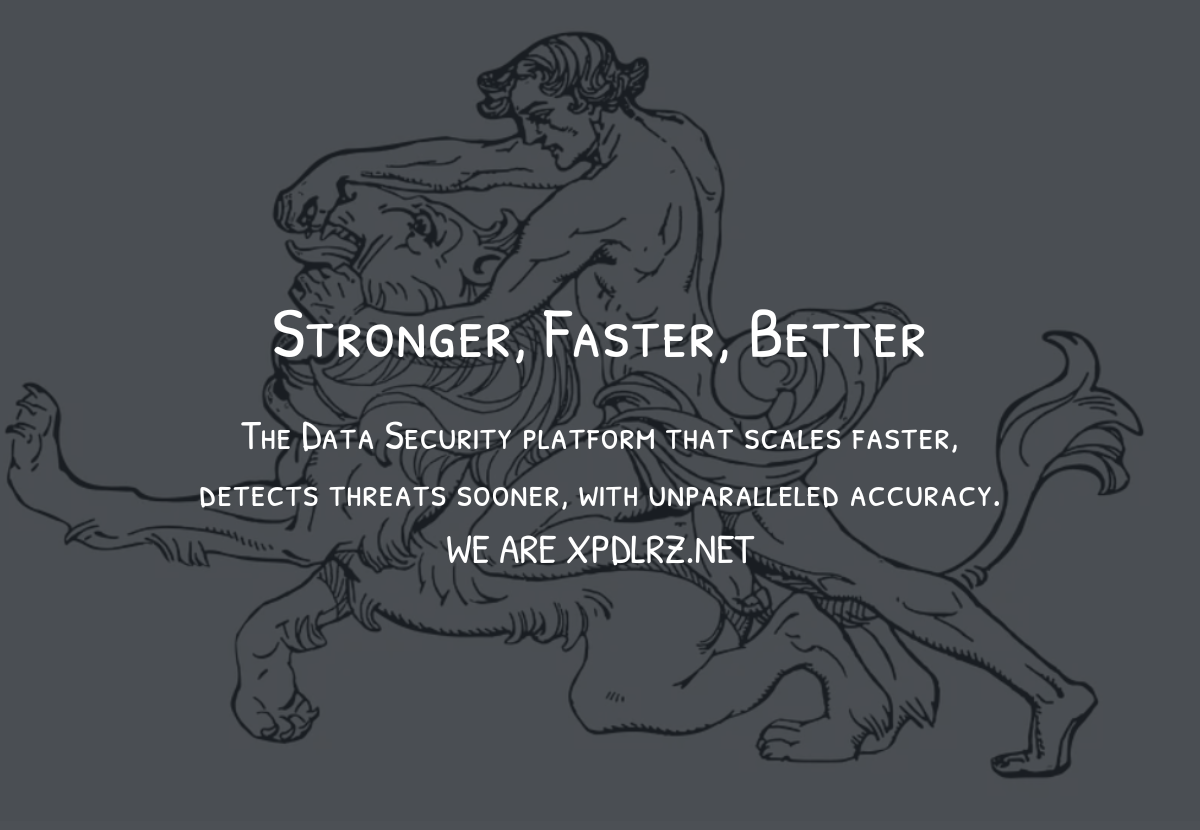 Stronger, Faster, Better
The Data Security platform that scales faster,
detects threats sooner, with unparalleled accuracy.
WE ARE XPDLRZ.NET